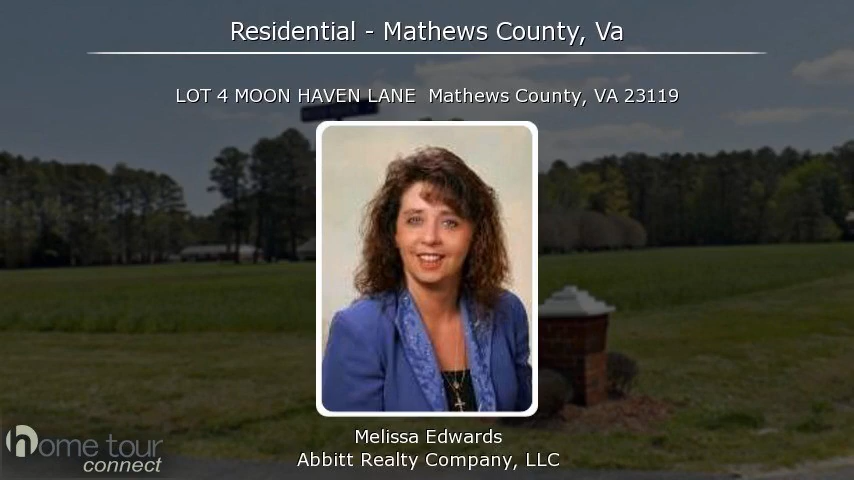 Residential - Mathews County, Va
LOT 4 MOON HAVEN LANE  Mathews County, VA 23119
Melissa Edwards
Abbitt Realty Company, LLC
home tour
connect